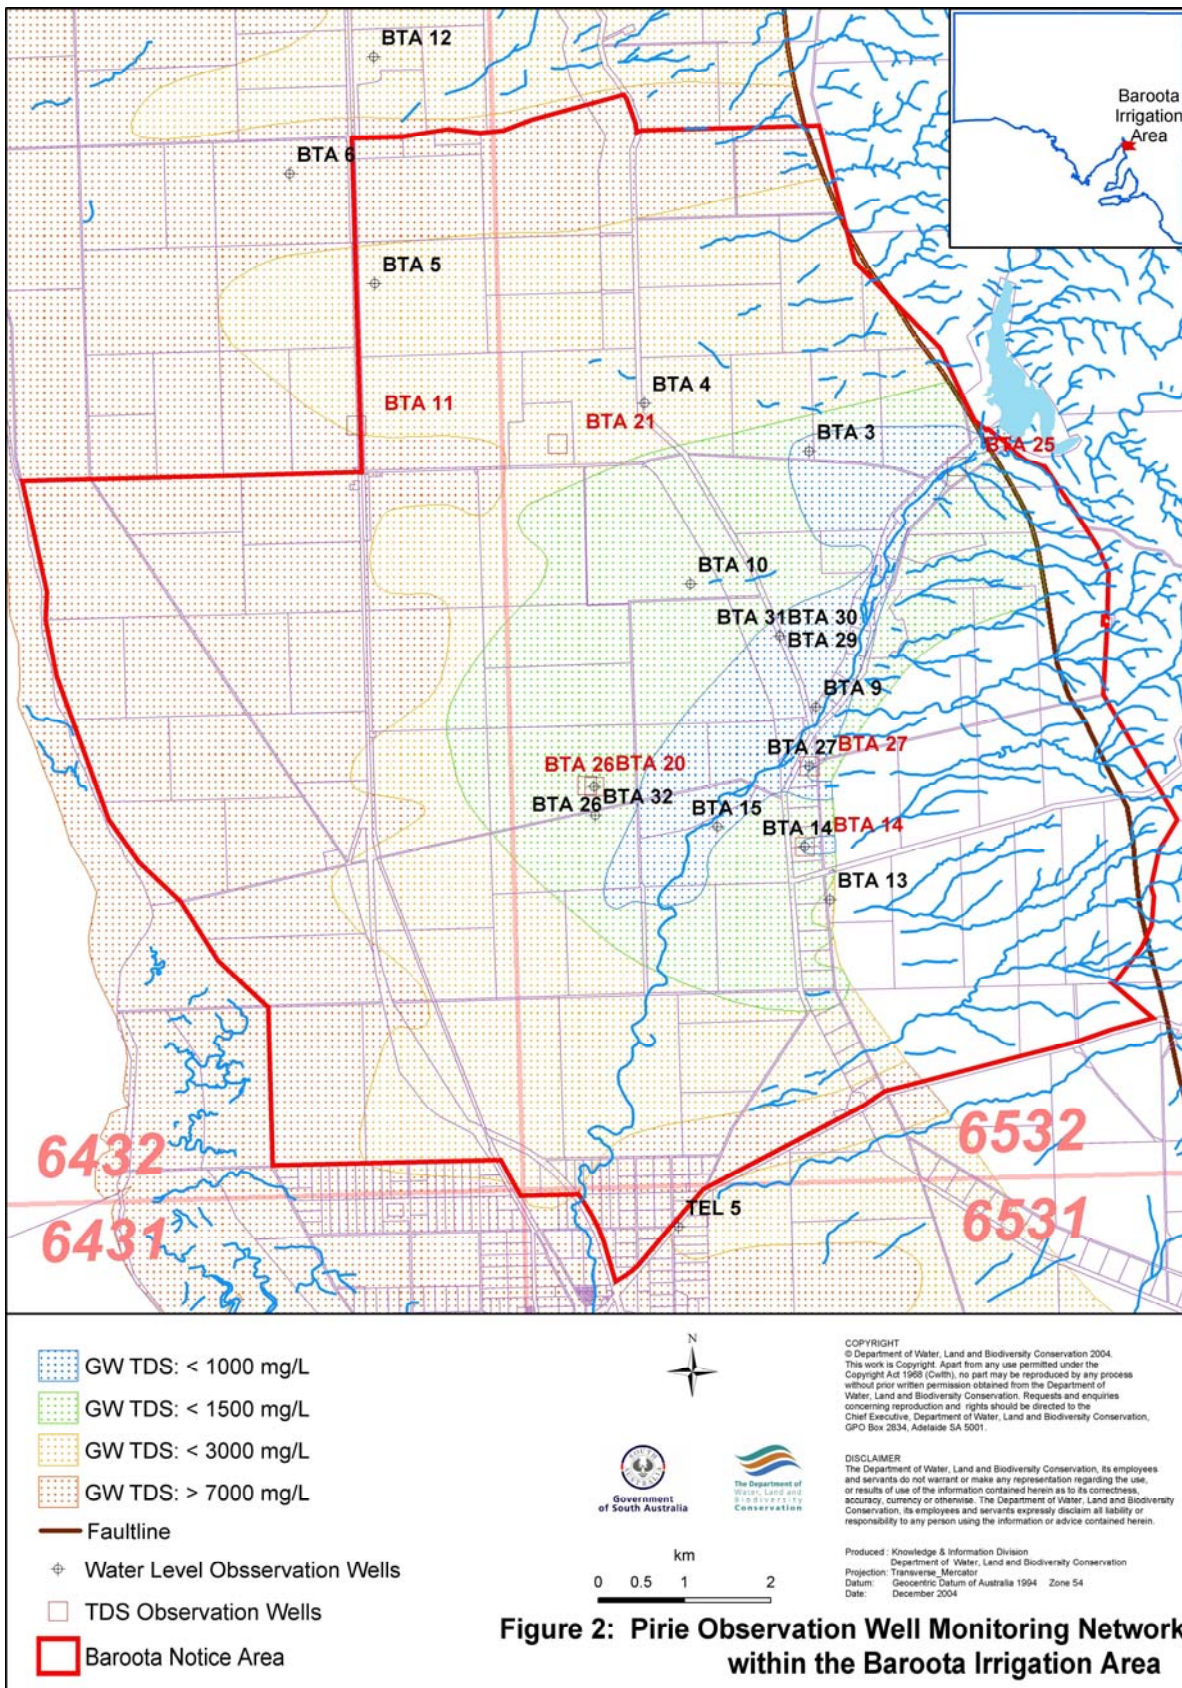 BTA 12
Baroota
Irrigation
Area
BTA 6
BTA 5
BTA 4
BTA 11
BTA 21
BTA 3
BTA 25
BTA 10
BTA 31 BTA 30
BTA 29
BTA 9
BTA 27 BTA 27
BTA 26 BTA 20
BTA 32
BTA 26
BTA 15
BTA 14 BTA 14
BTA 13
6432
6532
TEL 5
6431
6531
GW TDS: < 1000 mg/L
GW TDS: < 1500 mg/L
GW TDS: < 3000 mg/L
GW TDS: > 7000 mg/L
Faultline
Water Level Obsservation Wells
TDS Observation Wells
Baroota Notice Area
N
SOUTH
AUSTRALIA
Government
of South Australia
The Department of
Water, Land and
Biodiversity
Conservation
km
0 0.5 1 2
COPYRIGHT
© Department of Water, Land and Biodiversity Conservation 2004.
This work is Copyright. Apart from any use permitted under the
Copyright Act 1968 (Cwlth), no part may be reproduced by any process
without prior written permission obtained from the Department of
Water, Land and Biodiversity Conservation. Requests and enquiries
concerning reproduction and rights should be directed to the
Chief Executive, Department of Water, Land and Biodiversity Conservation,
GPO Box 2834, Adelaide SA 5001.
DISCLAIMER
The Department of Water, Land and Biodiversity Conservation, its employees
and servants do not warrant or make any representation regarding the use,
or results of use of the information contained herein as to its correctness,
accuracy, currency or otherwise. The Department of Water, Land and Biodiversity
Conservation, its employees and servants expressly disclaim all liability or
responsibility to any person using the information or advice contained herein.
Produced : Knowledge & Information Division
Department of Water, Land and Biodiversity Conservation
Projection: Transverse_Mercator
Datum: Geocentric Datum of Australia 1994 Zone 54
Date: December 2004
Figure 2: Pirie Observation Well Monitoring Network
within the Baroota Irrigation Area